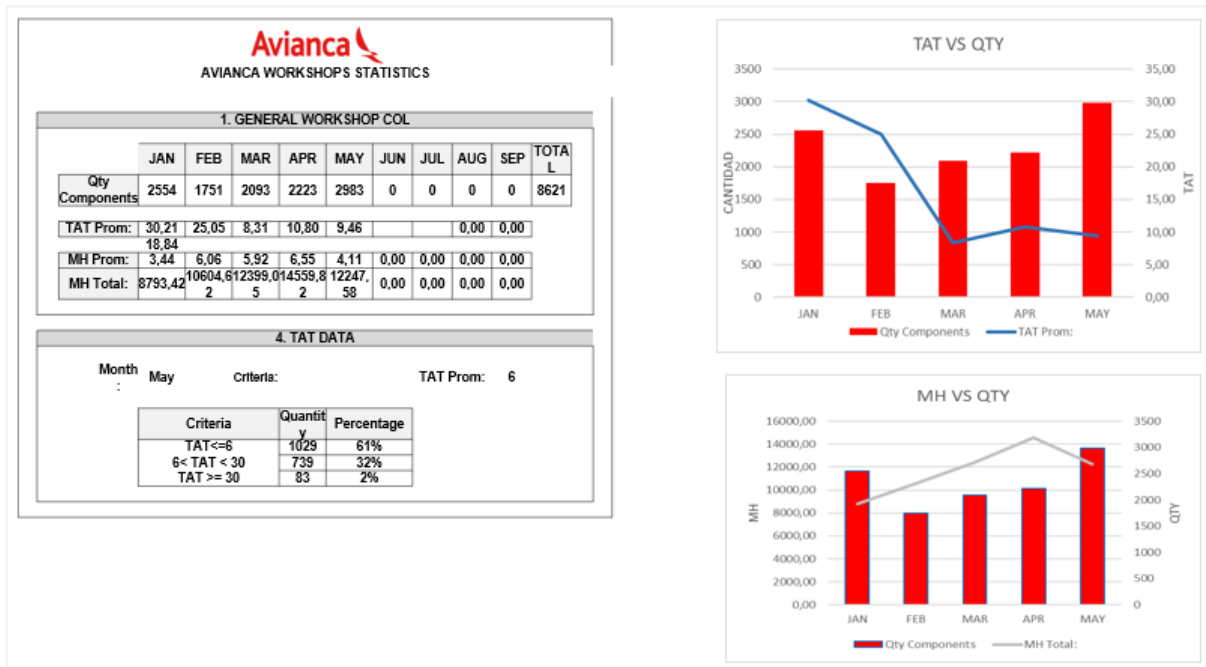 Avianca
AVIANCA WORKSHOPS STATISTICS
1. GENERAL WORKSHOP COL
JAN FEB MAR APR MAY JUN JUL AUG SEP TOTA
L
Qty
Components 2554 1751 2093 2223 2983 0 0 0 0 8621
TAT Prom: 30,21 25,05 8,31 10,80 9,46 0,00 0,00
18,84
MH Prom: 3,44 6,06 5,92 6,55 4,11 0,00 0,00 0,00 0,00
MH Total: 8793,42 10604,6
2 12399,0
5 14559,8
2 12247,
58 0,00 0,00 0,00 0,00
4. TAT DATA
Month
: May Criteria: TAT Prom: 6
Criteria Quantit
y Percentage
TAT<=6 1029 61%
6< TAT < 30 739 32%
TAT >= 30 83 2%
TAT VS QTY
3500 35,00
3000 30,00
2500 25,00
2000 20,00
1500 15,00
1000 10,00
500 5,00
0 0,00
CANTIDAD
TAT
JAN FEB MAR APR MAY
Qty Components TAT Prom:
MH VS QTY
16000,00 3500
14000,00 3000
12000,00 2500
10000,00 2000
8000,00 1500
6000,00 1000
4000,00 500
2000,00 0
0,00
MH
QTY
JAN FEB MAR APR MAY
Qty Components MH Total: